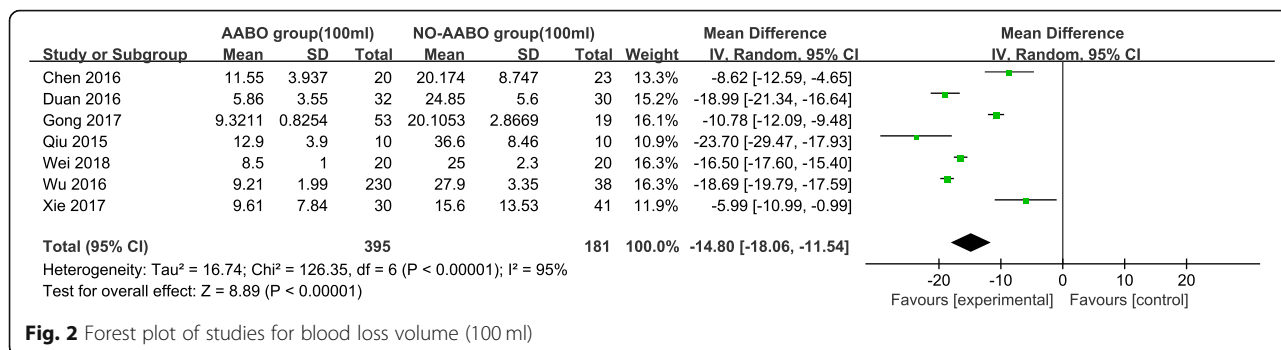 AABO group(100ml) NO-AABO group(100ml) Mean Difference Mean Difference
Study or Subgroup Mean SD Total Mean SD Total Weight IV, Random, 95% CI IV, Random, 95% CI
Chen 2016 11.55 3.937 20 20.174 8.747 23 13.3% -8.62 [-12.59, -4.65]
Duan 2016 5.86 3.55 32 24.85 5.6 30 15.2% -18.99 [-21.34, -16.64]
Gong 2017 9.3211 0.8254 53 20.1053 2.8669 19 16.1% -10.78 [-12.09, -9.48]
Qiu 2015 12.9 3.9 10 36.6 8.46 10 10.9% -23.70 [-29.47, -17.93]
Wei 2018 8.5 1 20 25 2.3 20 16.3% -16.50 [-17.60, -15.40]
Wu 2016 9.21 1.99 230 27.9 3.35 38 16.3% -18.69 [-19.79, -17.59]
Xie 2017 9.61 7.84 30 15.6 13.53 41 11.9% -5.99 [-10.99, -0.99]
Total (95% CI) 395 181 100.0% -14.80 [-18.06, -11.54]
Heterogeneity: Tau² = 16.74; Chi² = 126.35, df = 6 (P < 0.00001); I² = 95%
Test for overall effect: Z = 8.89 (P < 0.00001)
-20 -10 0 10 20
Favours [experimental] Favours [control]
Fig. 2 Forest plot of studies for blood loss volume (100 ml)